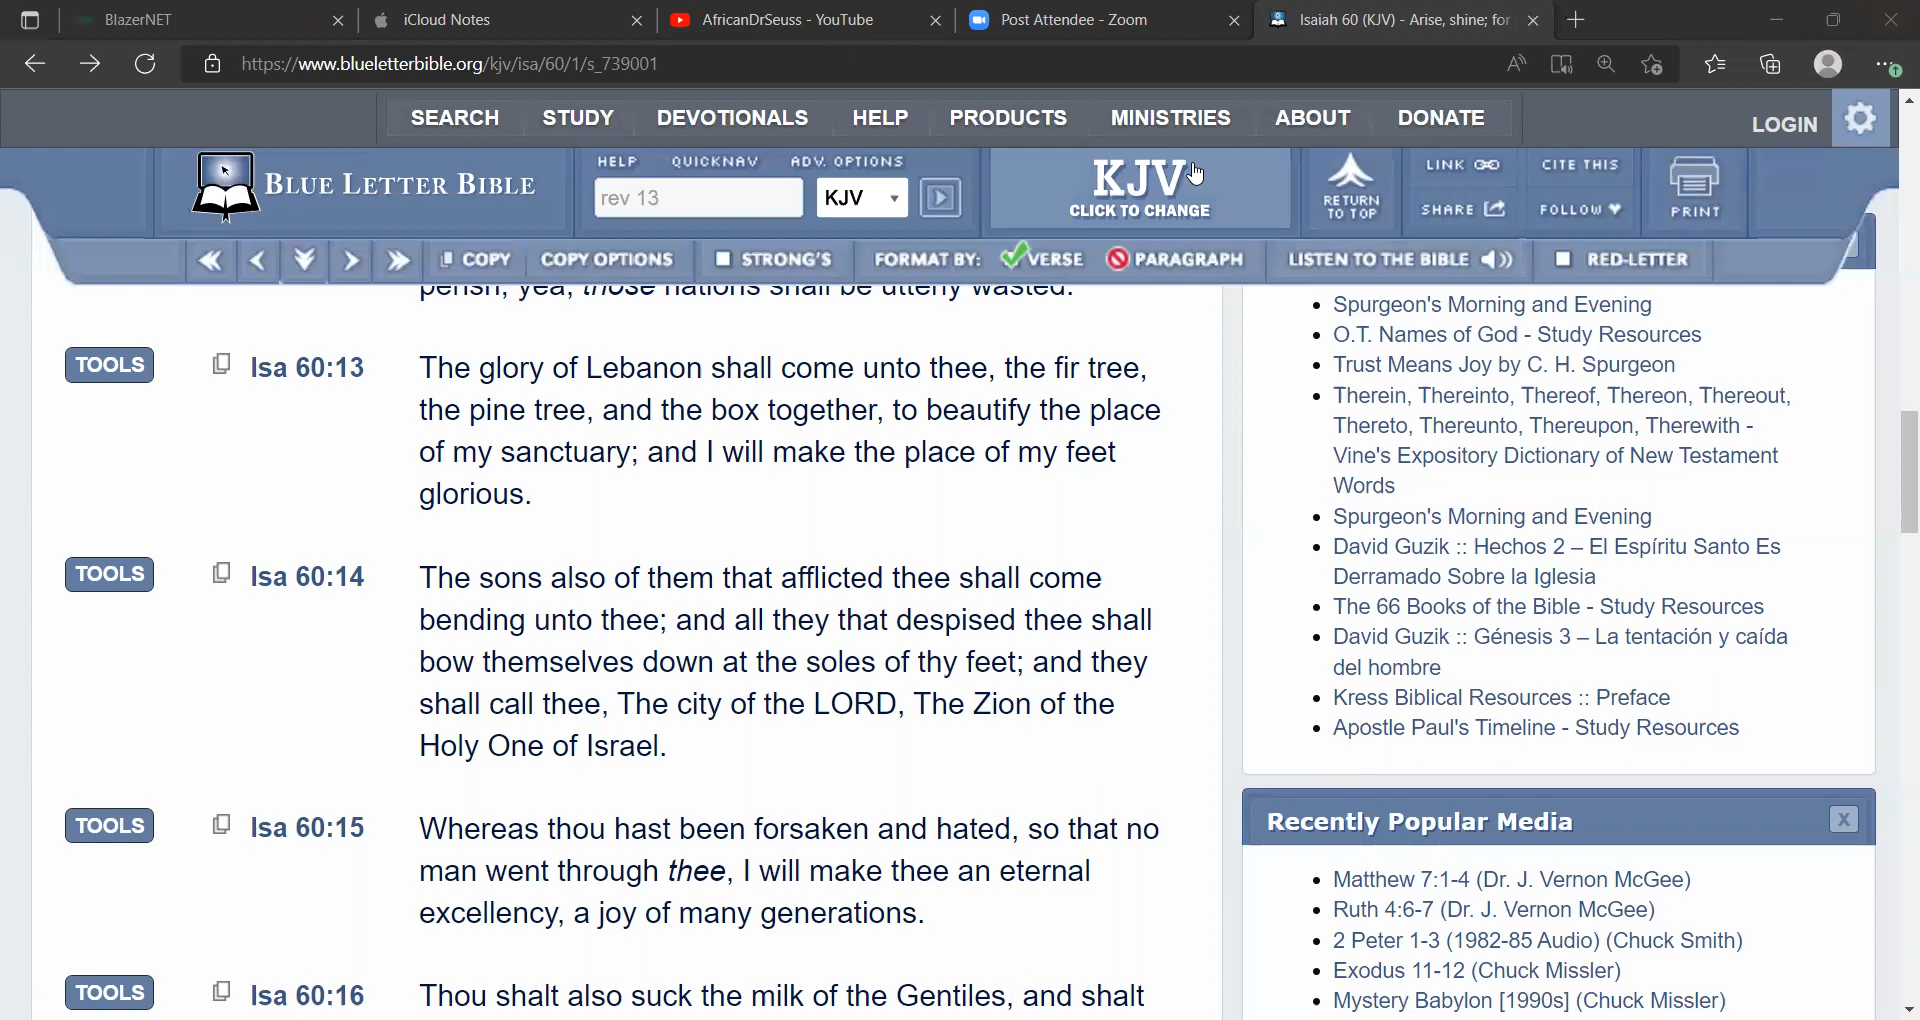 BlazerNET
iCloud Notes
AfricanDrSeuss - YouTube
Post Attendee - Zoom
Isaiah 60 (KJV) - Arise, shine; for
https://www.blueletterbible.org/kjv/isa/60/1/s_739001
SEARCH STUDY DEVOTIONALS HELP PRODUCTS MINISTRIES ABOUT DONATE
LOGIN
BLUE LETTER BIBLE
HELP QUICKNAV ADV. OPTIONS
rev 13
KJV
KJV
CLICK TO CHANGE
RETURN
TO TOP
LINK
CITE THIS
SHARE
FOLLOW
PRINT
COPY COPY OPTIONS STRONG'S FORMAT BY: VERSE PARAGRAPH LISTEN TO THE BIBLE RED-LETTER
perish; yea, those nations shall be utterly wasted.
TOOLS Isa 60:13 The glory of Lebanon shall come unto thee, the fir tree,
the pine tree, and the box together, to beautify the place
of my sanctuary; and I will make the place of my feet
glorious.
TOOLS Isa 60:14 The sons also of them that afflicted thee shall come
bending unto thee; and all they that despised thee shall
bow themselves down at the soles of thy feet; and they
shall call thee, The city of the LORD, The Zion of the
Holy One of Israel.
TOOLS Isa 60:15 Whereas thou hast been forsaken and hated, so that no
man went through thee, I will make thee an eternal
excellency, a joy of many generations.
TOOLS Isa 60:16 Thou shalt also suck the milk of the Gentiles, and shalt
Spurgeon's Morning and Evening
O.T. Names of God - Study Resources
Trust Means Joy by C. H. Spurgeon
Therein, Thereinto, Thereof, Thereon, Thereout,
Thereto, Thereunto, Thereupon, Therewith -
Vine's Expository Dictionary of New Testament
Words
Spurgeon's Morning and Evening
David Guzik :: Hechos 2 – El Espíritu Santo Es
Derramado Sobre la Iglesia
The 66 Books of the Bible - Study Resources
David Guzik :: Génesis 3 – La tentación y caída
del hombre
Kress Biblical Resources :: Preface
Apostle Paul's Timeline - Study Resources
Recently Popular Media
X
Matthew 7:1-4 (Dr. J. Vernon McGee)
Ruth 4:6-7 (Dr. J. Vernon McGee)
2 Peter 1-3 (1982-85 Audio) (Chuck Smith)
Exodus 11-12 (Chuck Missler)
Mystery Babylon [1990s] (Chuck Missler)